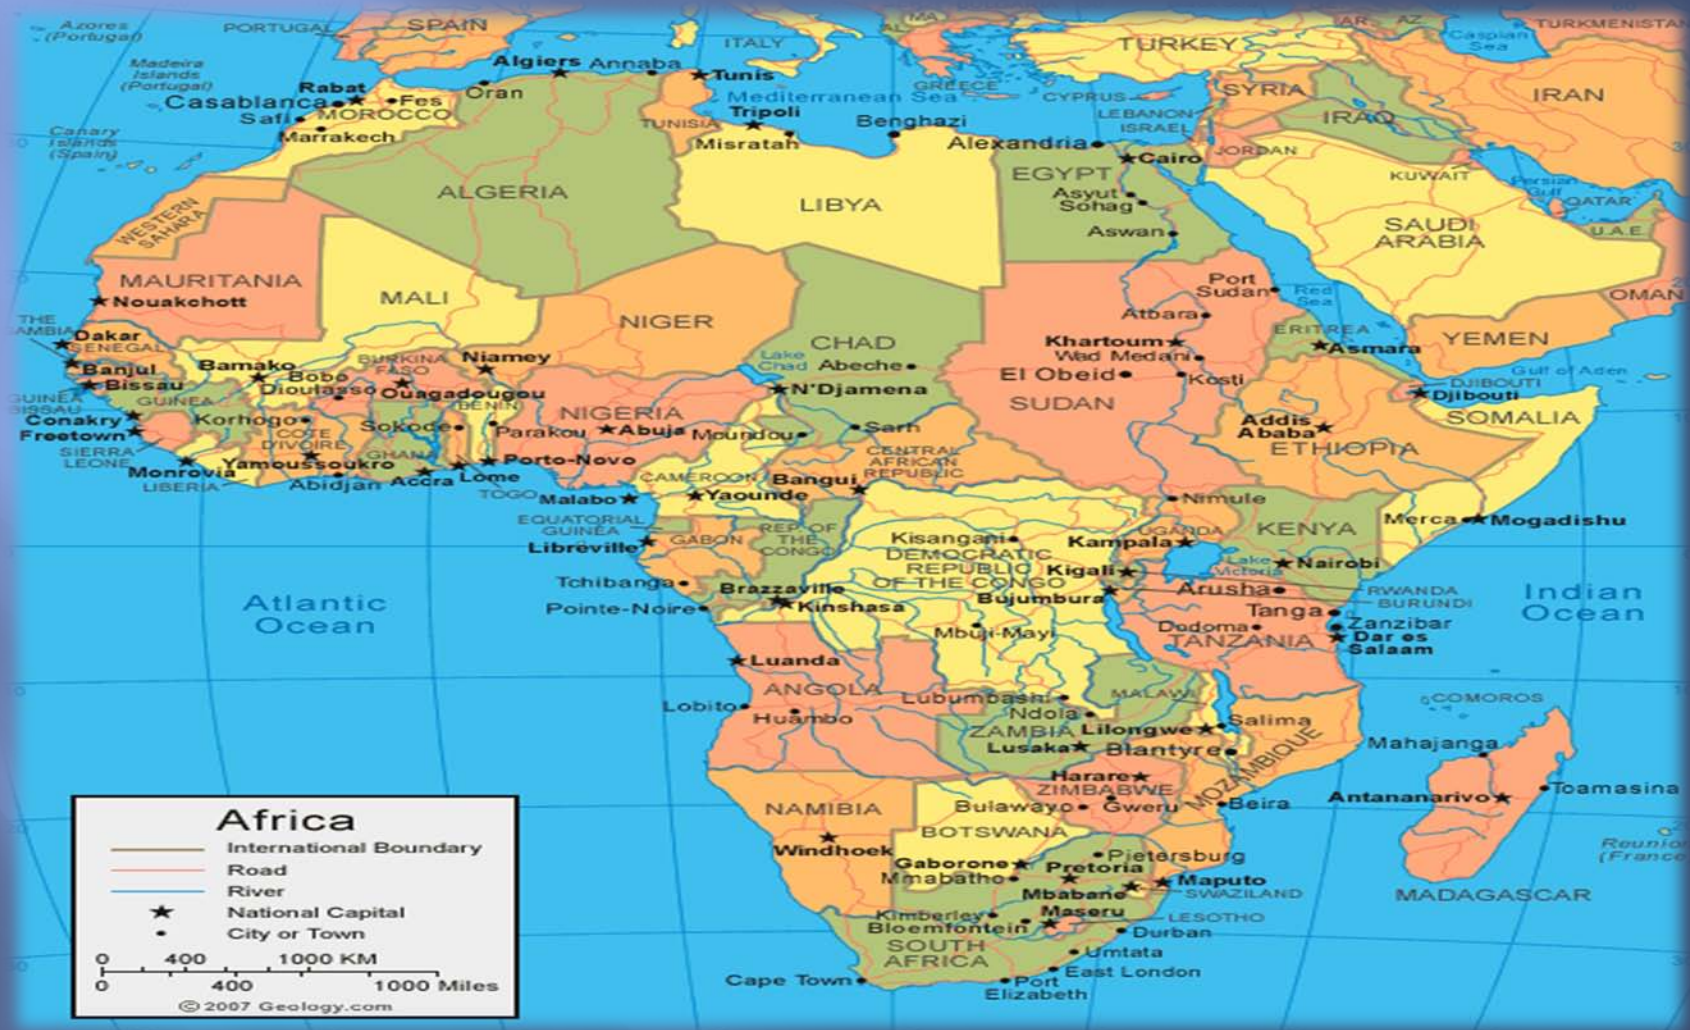 Azores
(Portugal)
PORTUGAL
SPAIN
ITALY
MA
AL
GREECE
TURKEY
AR
AZ
Caspian
Sea
TURKMENISTAN
Madeira
Islands
(Portugal)
Canary
Islands
(Spain)
Rabat
Casablanca
Safi
Fes
MOROCCO
Marrakech
Algiers
Annaba
Oran
Tunis
TUNISIA
Mediterranean Sea
Tripoli
Misratah
Benghazi
CYPRUS
LEBANON
ISRAEL
SYRIA
IRAQ
IRAN
JORDAN
KUWAIT
Persian
Gulf
QATAR
U.A.E.
SAUDI
ARABIA
OMAN
YEMEN
Alexandria
Cairo
EGYPT
Asyut
Sohag
Aswan
ALGERIA
LIBYA
WESTERN
SAHARA
MAURITANIA
Nouakchott
MALI
NIGER
CHAD
Abeche
Lake
Chad
N'Djamena
Port
Sudan
Red
Sea
Atbara
Khartoum
Wad Medani
El Obeid
Kosti
SUDAN
ERITREA
Asmara
Gulf of Aden
DJIBOUTI
Djibouti
SOMALIA
Addis
Ababa
ETHIOPIA
THE
GAMBIA
Dakar
SENEGAL
Banjul
Bissau
GUINEA
BISSAU
GUINEA
Conakry
Freetown
SIERRA
LEONE
Monrovia
LIBERIA
Bamako
Bobo
Dioulasso
BURKINA
FASO
Ouagadougou
Niamey
BENIN
Korhogo
COTE
D'IVOIRE
Yamoussoukro
Abidjan
Sokode
GHANA
Accra
Lome
TOGO
Parakou
Porto-Novo
NIGERIA
Abuja
Moundou
Sarh
CENTRAL
AFRICAN
REPUBLIC
Bangui
CAMEROON
Yaounde
Malabo
EQUATORIAL
GUINEA
Libreville
GABON
REP OF
THE
CONGO
Tchibanga
Pointe-Noire
Brazzaville
Kinshasa
Kisangani
DEMOCRATIC
REPUBLIC
OF THE CONGO
Mbuji-Mayi
Bujumbura
Kigali
Kampala
UGANDA
Nimule
KENYA
Lake
Victoria
Nairobi
Merca
Mogadishu
Arusha
RWANDA
BURUNDI
Tanga
Zanzibar
Dodoma
Dar es
Salaam
TANZANIA
Atlantic
Ocean
Indian
Ocean
Luanda
ANGOLA
Lobito
Huambo
Lubumbashi
Ndola
ZAMBIA
Lusaka
MALAWI
Lilongwe
Salima
Blantyre
MOZAMBIQUE
COMOROS
Mahajanga
Antananarivo
Toamasina
MADAGASCAR
Reunion
(France
Harare
ZIMBABWE
Bulawayo
Gweru
Beira
NAMIBIA
Windhoek
BOTSWANA
Gaborone
Mmabatho
Pietersburg
Pretoria
Mbabane
Maputo
SWAZILAND
Kimberley
Maseru
Bloemfontein
LESOTHO
Durban
SOUTH
AFRICA
Umtata
East London
Cape Town
Port
Elizabeth
Africa
International Boundary
Road
River
National Capital
City or Town
0 400 1000 KM
0 400 1000 Miles
© 2007 Geology.com